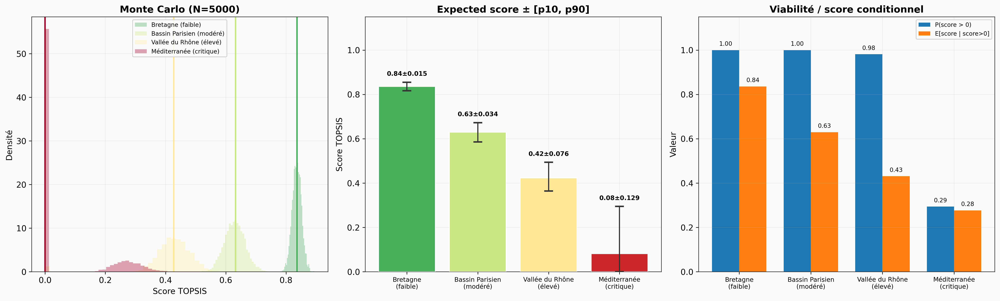 Monte Carlo (N=5000)
Bretagne (faible)
Bassin Parisien (modéré)
Vallée du Rhône (élevé)
Méditerranée (critique)
Densité
50
40
30
20
10
0
0.0
0.2
0.4
0.6
0.8
Score TOPSIS
Expected score ± [p10, p90]
Score TOPSIS
1.0
0.8
0.6
0.4
0.2
0.0
0.84±0.015
0.63±0.034
0.42±0.076
0.08±0.129
Bretagne
(faible)
Bassin Parisien
(modéré)
Vallée du Rhône
(élevé)
Méditerranée
(critique)
Viabilité / score conditionnel
P(score > 0)
E[score | score>0]
Valeur
1.0
0.8
0.6
0.4
0.2
0.0
1.00
0.84
1.00
0.63
0.98
0.43
0.29
0.28
Bretagne
(faible)
Bassin Parisien
(modéré)
Vallée du Rhône
(élevé)
Méditerranée
(critique)